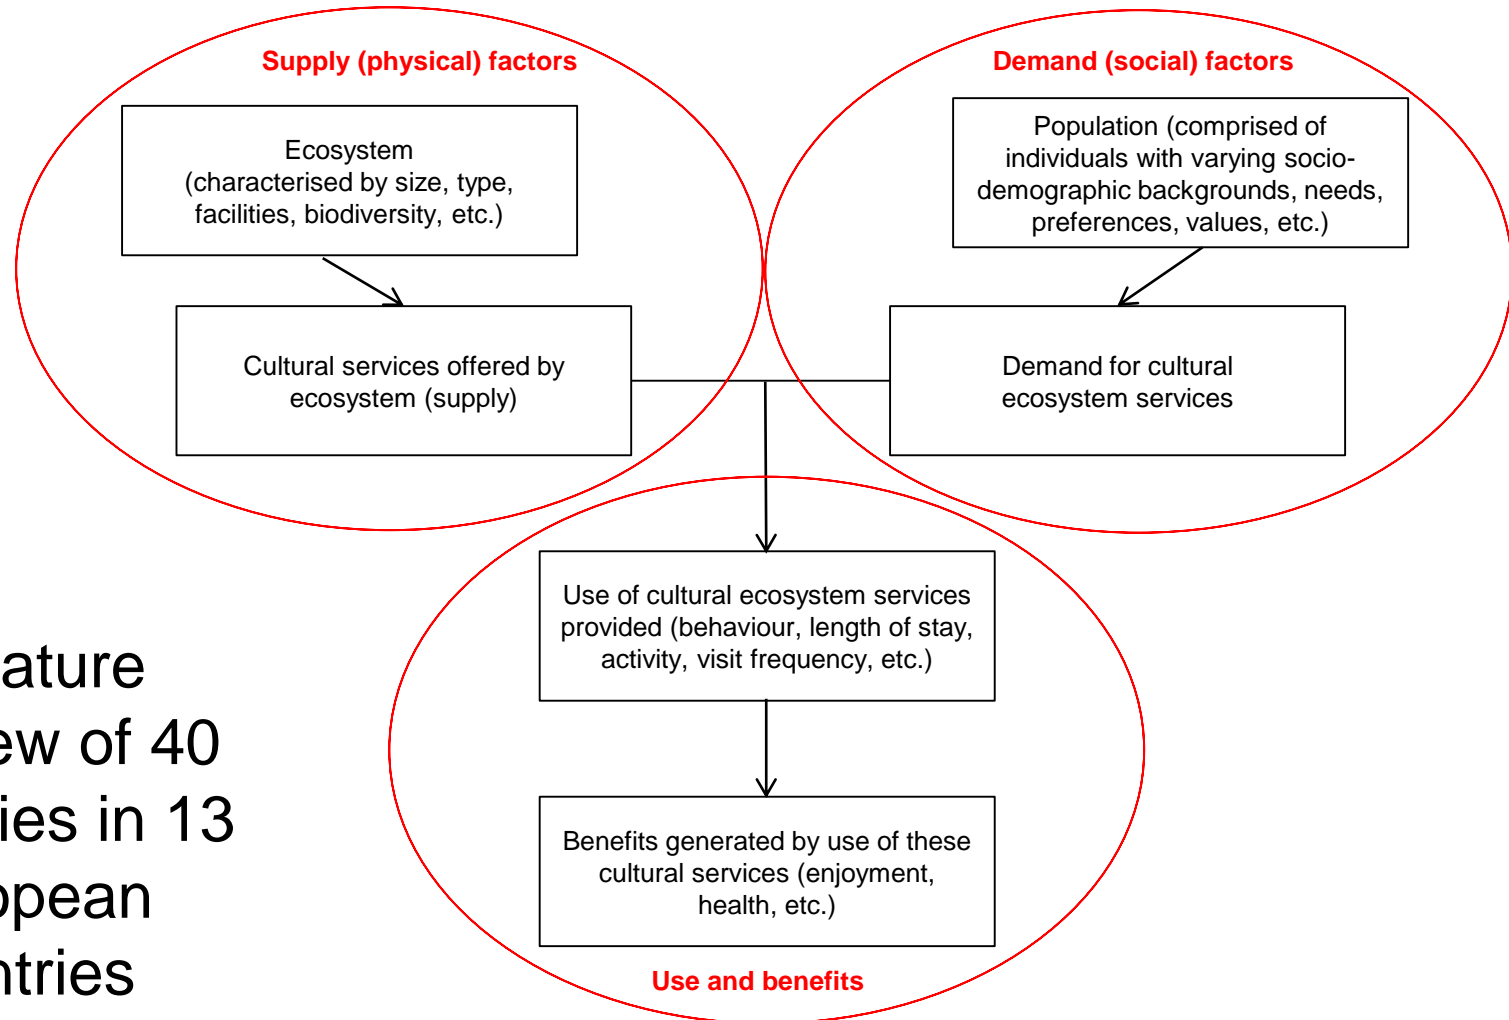 Supply (physical) factors
Demand (social) factors
Ecosystem
(characterised by size, type,
facilities, biodiversity, etc.)
Population (comprised of
individuals with varying socio-
demographic backgrounds, needs,
preferences, values, etc.)
Cultural services offered by
ecosystem (supply)
Demand for cultural
ecosystem services
Use of cultural ecosystem services
provided (behaviour, length of stay,
activity, visit frequency, etc.)
Benefits generated by use of these
cultural services (enjoyment,
health, etc.)
Use and benefits
ature
ew of 40
ies in 13
opean
ntries